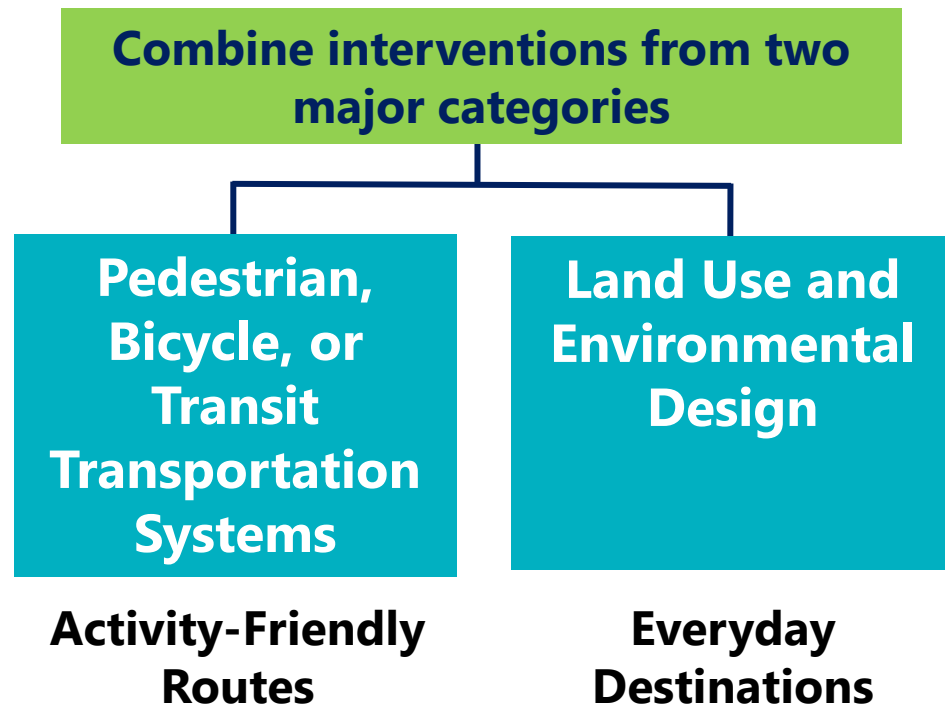 Combine interventions from two
major categories
Pedestrian,
Bicycle, or
Transit
Transportation
Systems
Land Use and
Environmental
Design
Activity-Friendly
Routes
Everyday
Destinations